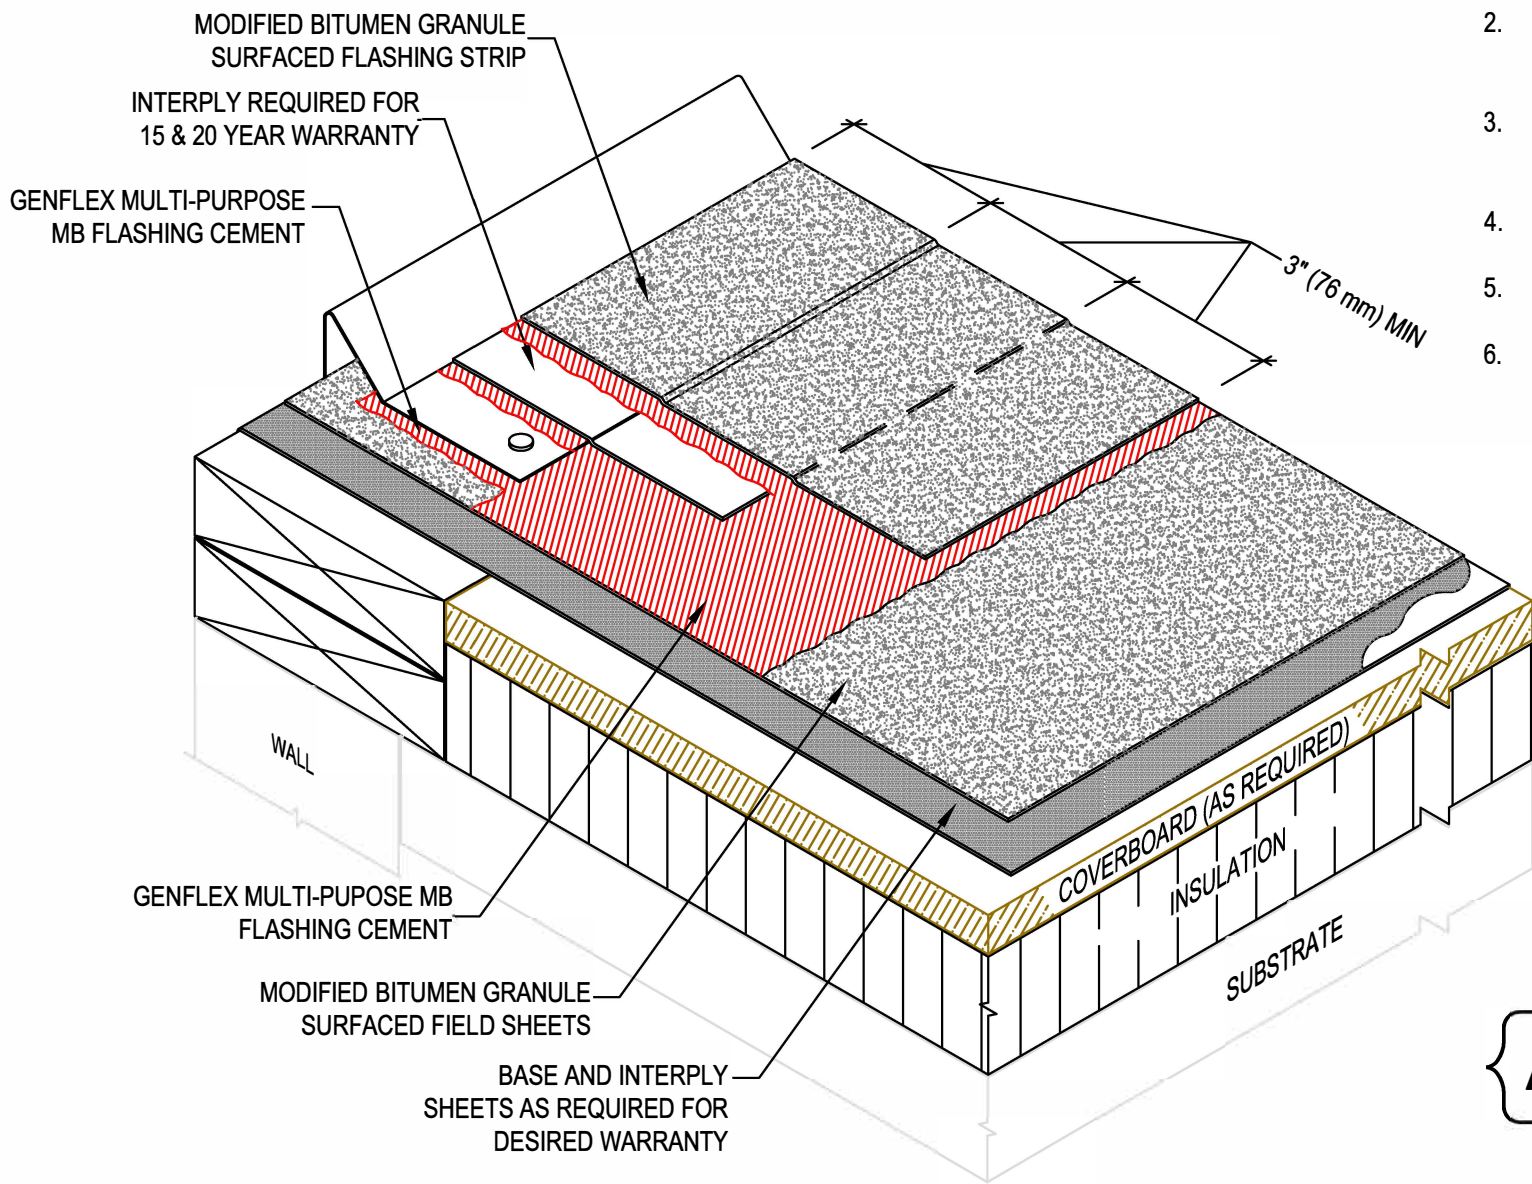 MODIFIED BITUMEN GRANULE
SURFACED FLASHING STRIP
INTERPLY REQUIRED FOR
15 & 20 YEAR WARRANTY
GENFLEX MULTI-PURPOSE
MB FLASHING CEMENT
2.
3.
4.
5.
6.
3" (76 mm) MIN
WALL
COVERBOARD (AS REQUIRED)
INSULATION
SUBSTRATE
GENFLEX MULTI-PUPOSE MB
FLASHING CEMENT
MODIFIED BITUMEN GRANULE
SURFACED FIELD SHEETS
BASE AND INTERPLY
SHEETS AS REQUIRED FOR
DESIRED WARRANTY